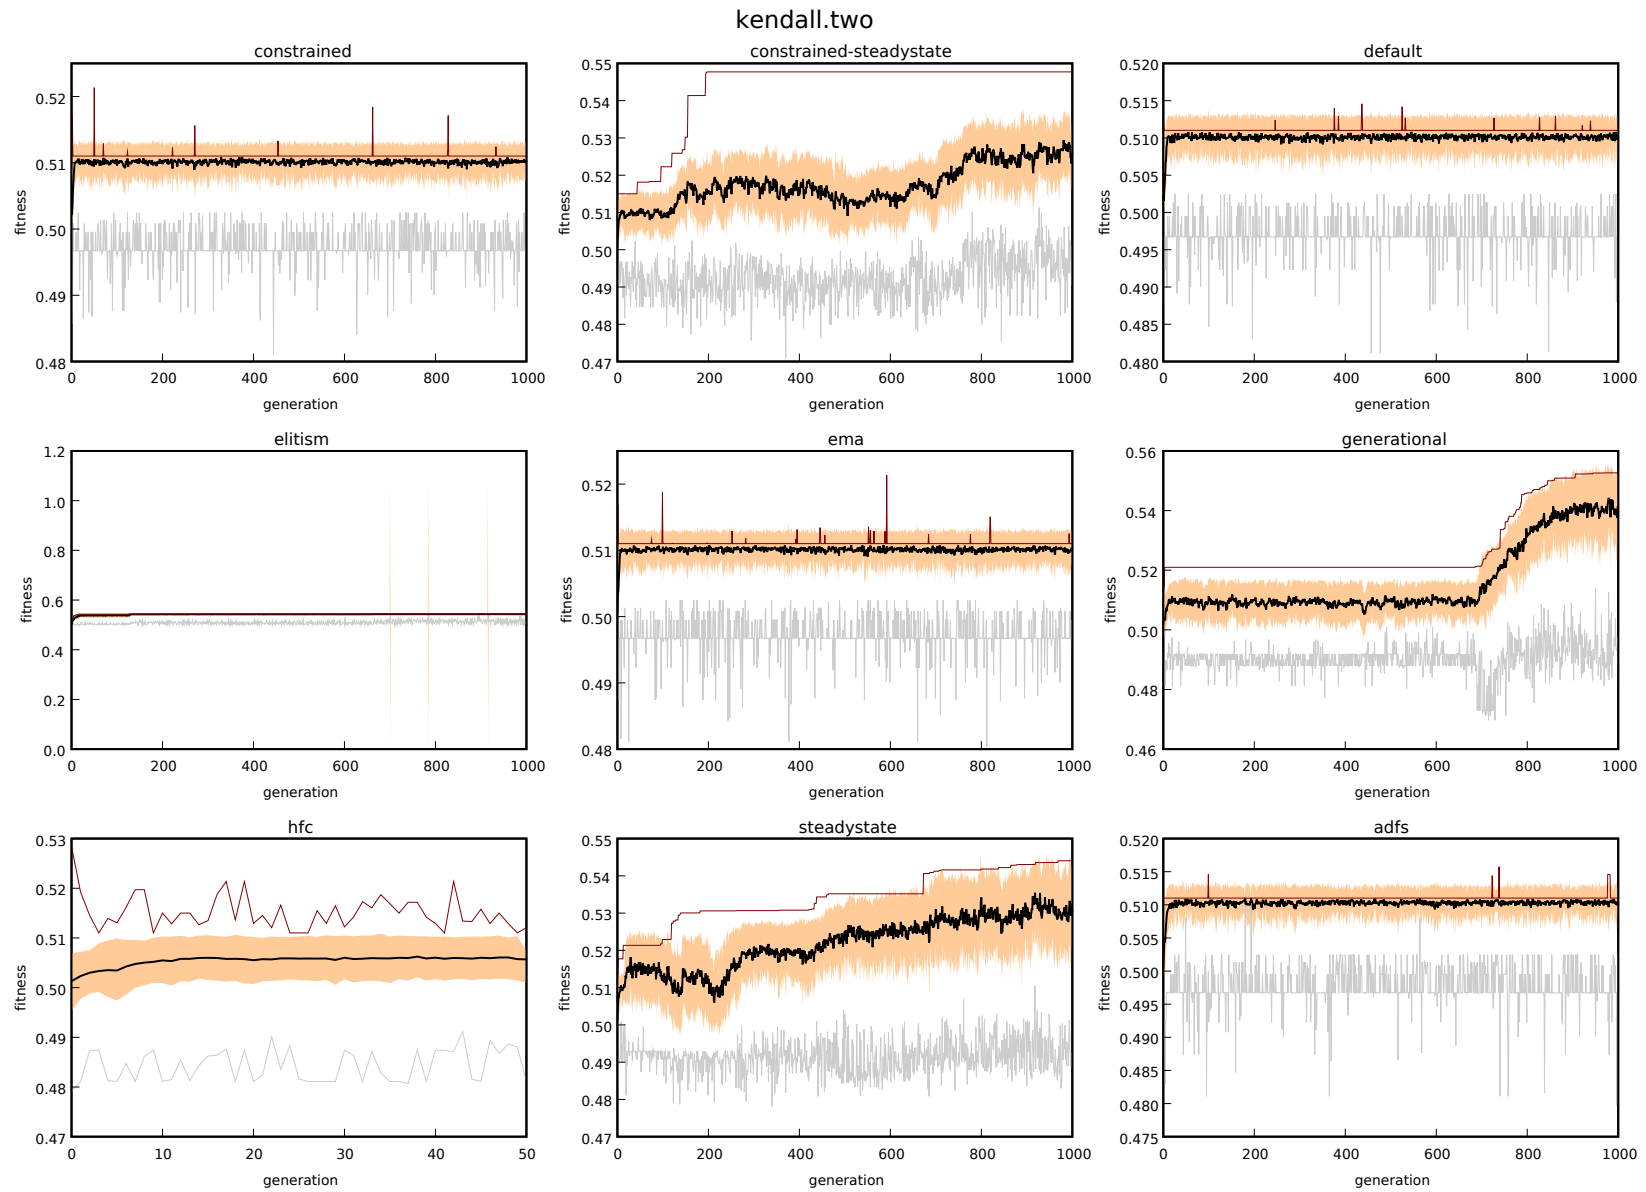 kendall.two
constrained
constrained-steadystate
default
0.52
0.51
0.50
0.49
0.48
fitness
0 200 400 600 800 1000
generation
0.55
0.54
0.53
0.52
0.51
0.50
0.49
0.48
0.47
fitness
0 200 400 600 800 1000
generation
0.520
0.515
0.510
0.505
0.500
0.495
0.490
0.485
0.480
fitness
0 200 400 600 800 1000
generation
elitism
ema
generational
1.2
1.0
0.8
0.6
0.4
0.2
0.0
fitness
0 200 400 600 800 1000
generation
0.52
0.51
0.50
0.49
0.48
fitness
0 200 400 600 800 1000
generation
0.56
0.54
0.52
0.50
0.48
0.46
fitness
0 200 400 600 800 1000
generation
hfc
steadystate
adfs
0.53
0.52
0.51
0.50
0.49
0.48
0.47
fitness
0 10 20 30 40 50
generation
0.55
0.54
0.53
0.52
0.51
0.50
0.49
0.48
0.47
fitness
0 200 400 600 800 1000
generation
0.520
0.515
0.510
0.505
0.500
0.495
0.490
0.485
0.480
0.475
fitness
0 200 400 600 800 1000
generation